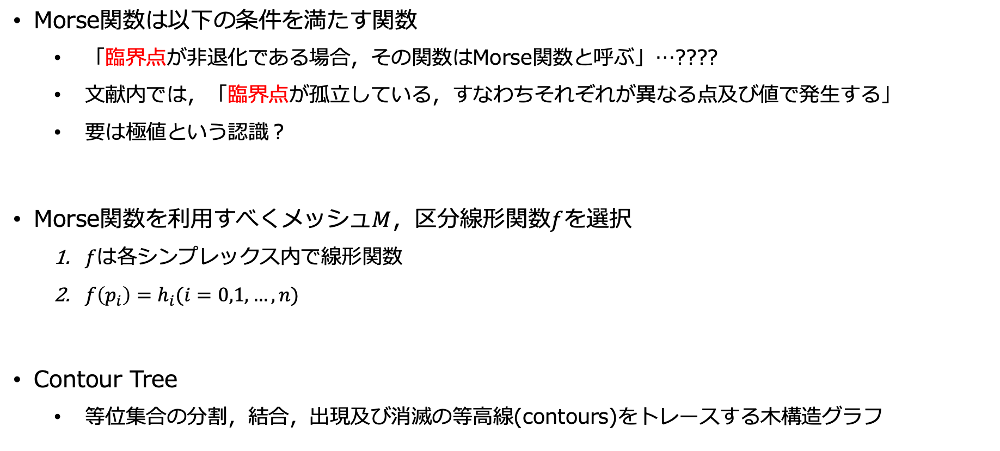 • Morse関数は以下の条件を満たす関数
• 「臨界点が非退化である場合，その関数はMorse関数と呼ぶ」…????
• 文献内では，「臨界点が孤立している，すなわちそれぞれが異なる点及び値で発生する」
• 要は極値という認識？
• Morse関数を利用すべくメッシュM，区分線形関数fを選択
1. fは各シンプレックス内で線形関数
2. f(pᵢ) = hᵢ(i = 0,1, … , n)
• Contour Tree
• 等位集合の分割，結合，出現及び消滅の等高線(contours)をトレースする木構造グラフ